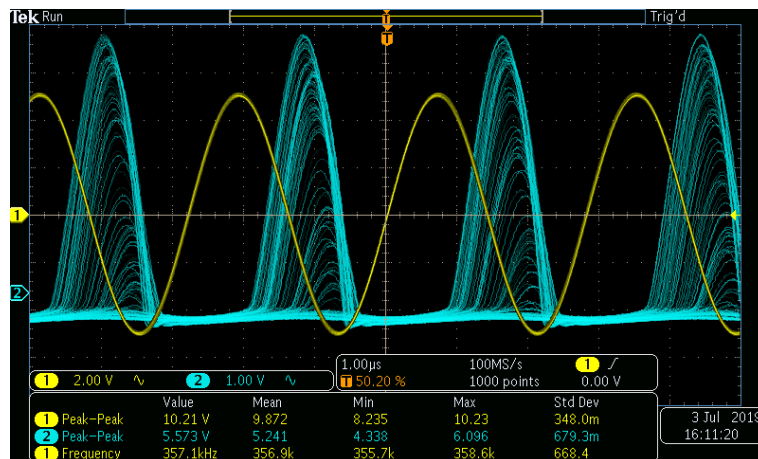 Tek Run Trig'd
T
T
1
2
1 2.00 V 2 1.00 V
1.00µs 100MS/s 1
T 50.20 % 1000 points 0.00 V
Value Mean Min Max Std Dev
1 Peak-Peak 10.21 V 9.872 8.235 10.23 348.0m
2 Peak-Peak 5.573 V 5.241 4.338 6.096 679.3m
1 Frequency 357.1kHz 356.9k 355.7k 358.6k 668.4
3 Jul 2019
16:11:20